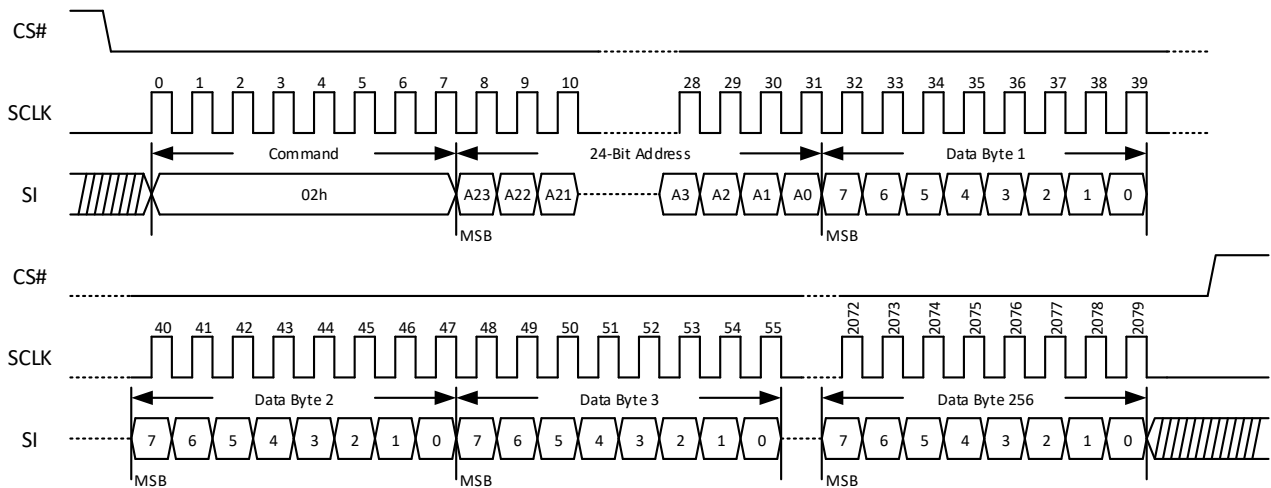 CS#
0 1 2 3 4 5 6 7 8 9 10 28 29 30 31 32 33 34 35 36 37 38 39
SCLK
Command 24-Bit Address Data Byte 1
SI 02h A23 A22 A21 A3 A2 A1 A0 7 6 5 4 3 2 1 0
MSB MSB
CS#
40 41 42 43 44 45 46 47 48 49 50 51 52 53 54 55 2072 2073 2074 2075 2076 2077 2078 2079
SCLK
Data Byte 2 Data Byte 3 Data Byte 256
SI 7 6 5 4 3 2 1 0 7 6 5 4 3 2 1 0 7 6 5 4 3 2 1 0
MSB MSB MSB